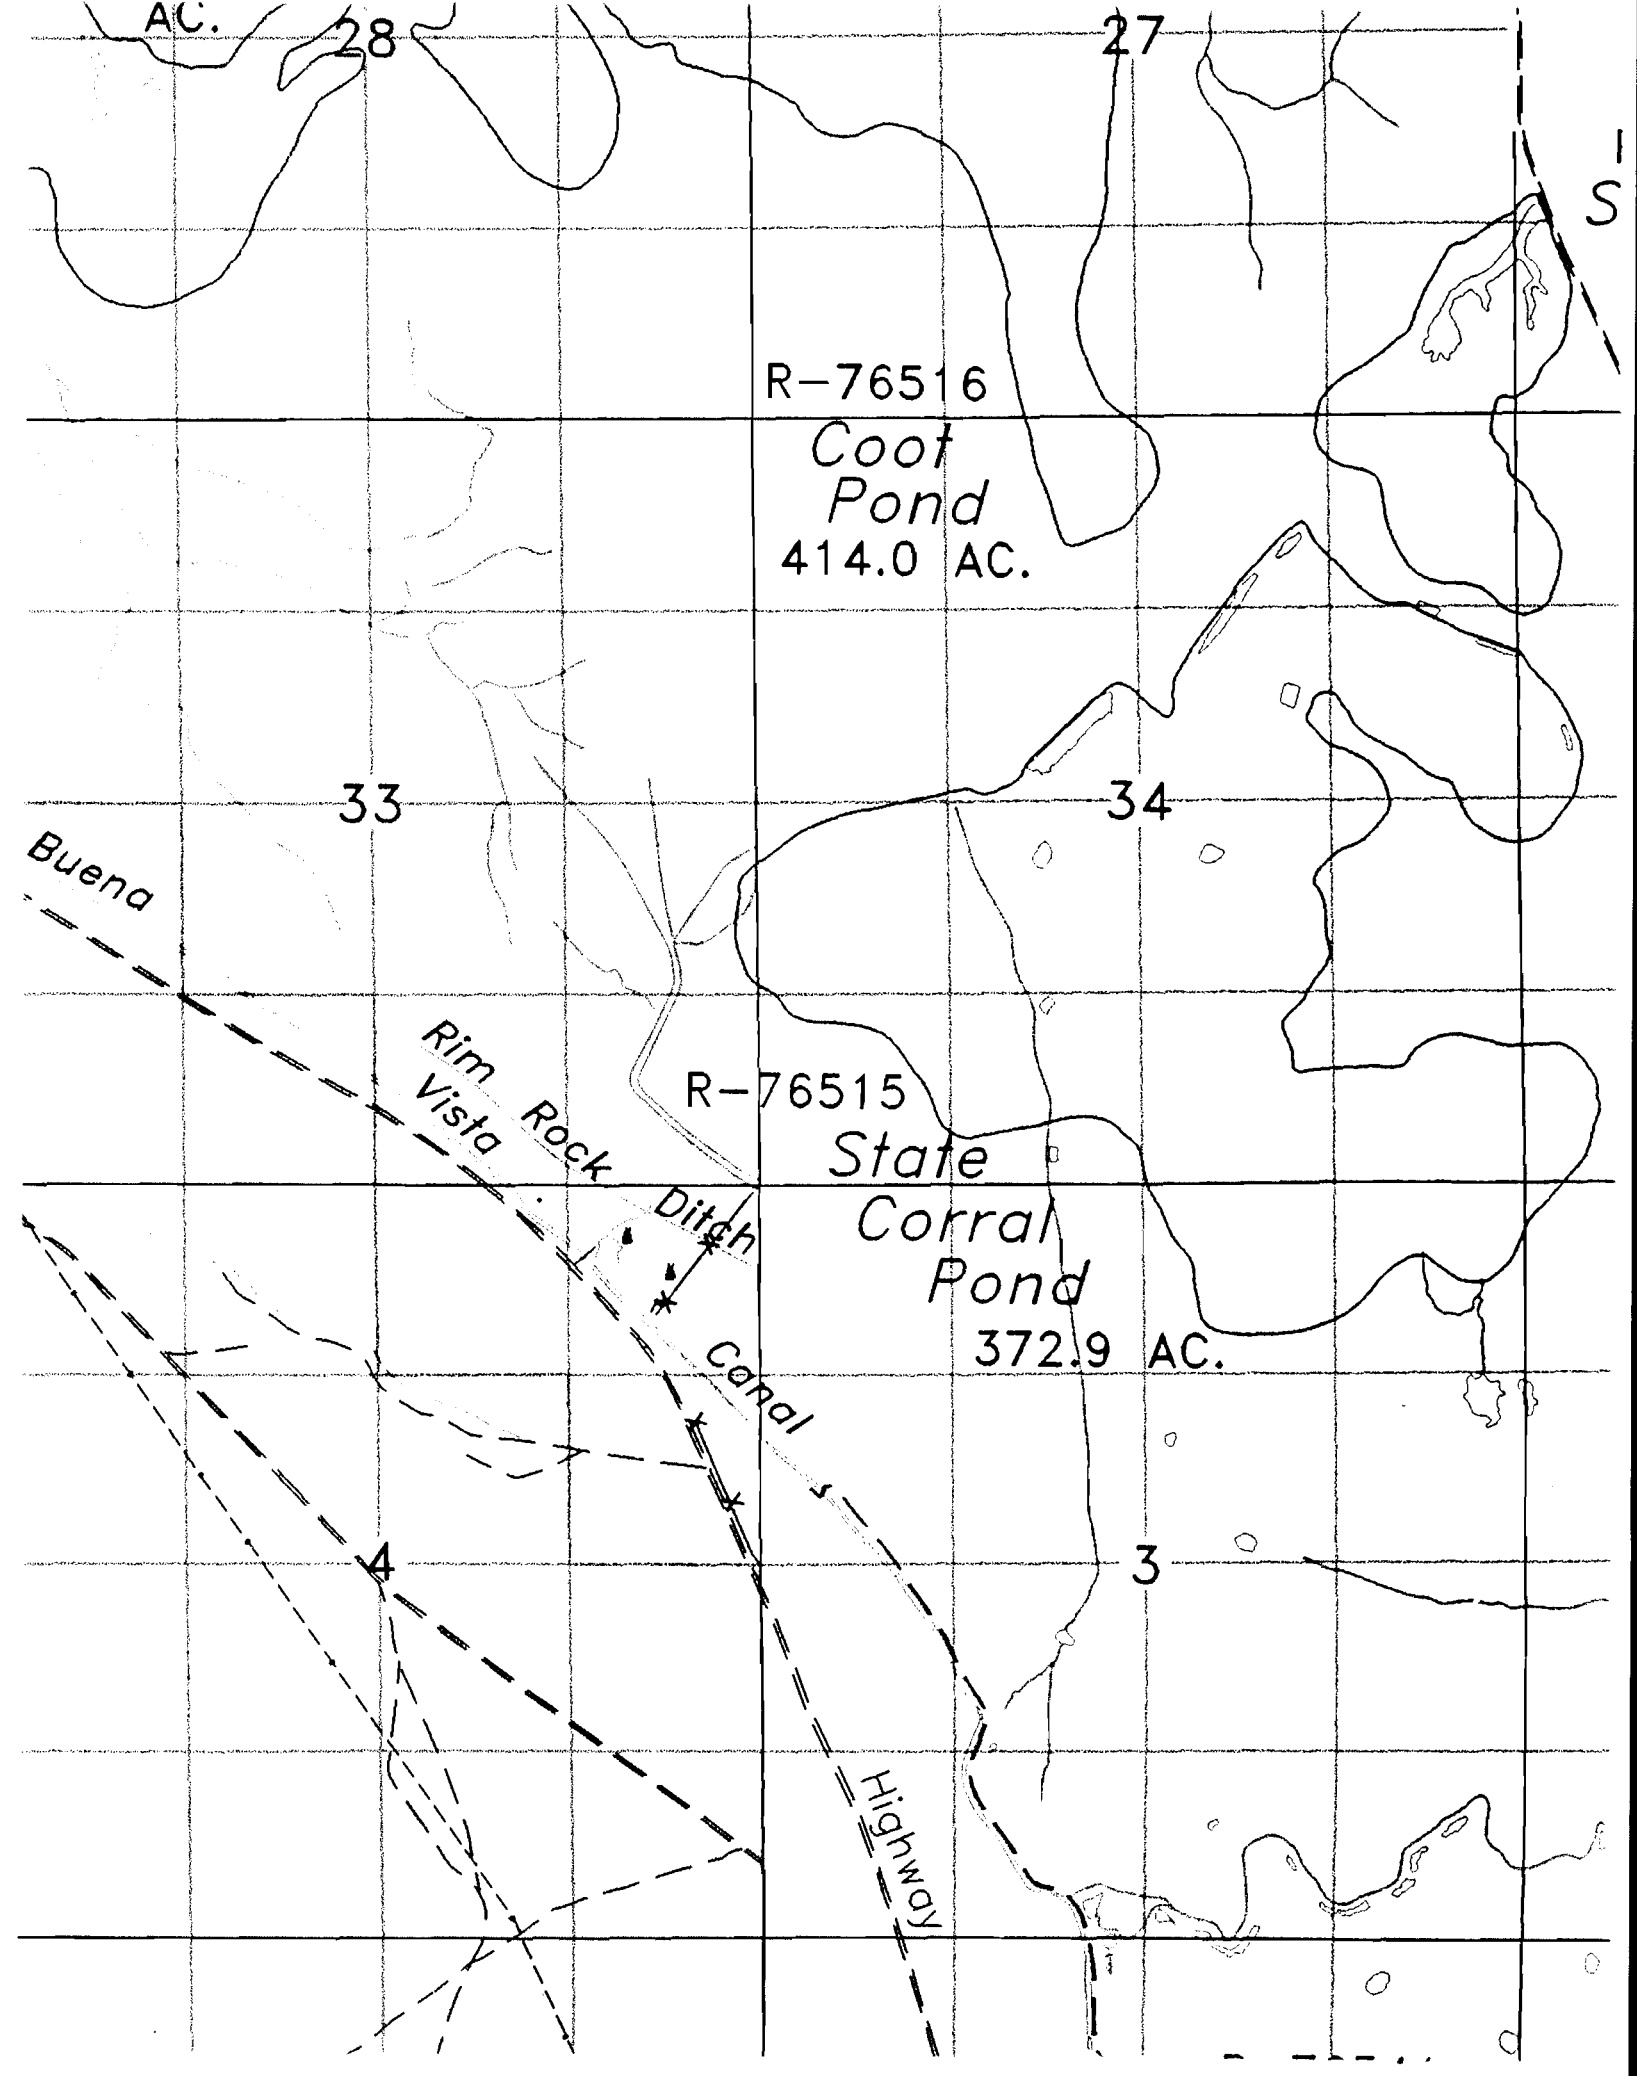 AC.
28
27
S
R-76516
Coot
Pond
414.0 AC.
33
34
Buena
Rim
Vista
Rock
Ditch
R-76515
State
Corral
Pond
372.9 AC.
Canal
4
3
Highway